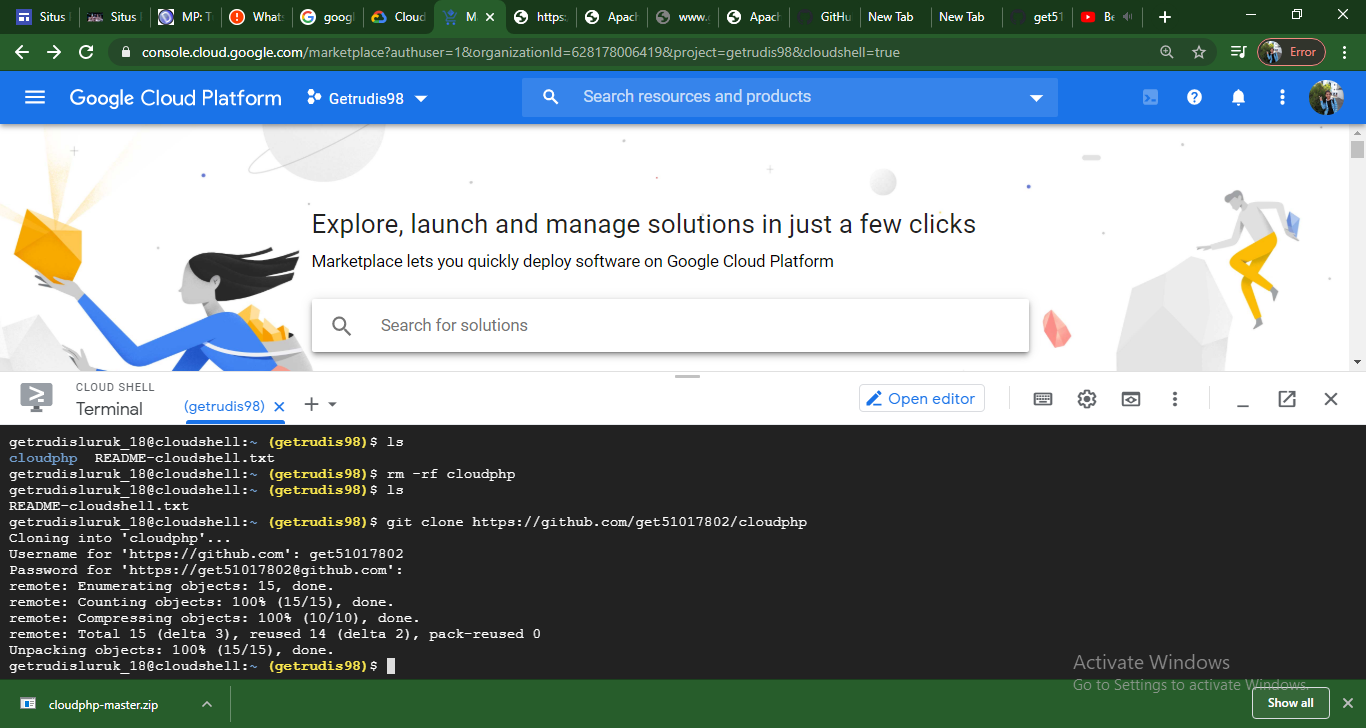 Situs
Situs
MP: T
What
goog
Cloud
M
https:
Apach
www.
Apach
GitHu
New Tab
New Tab
get51
Be
console.cloud.google.com/marketplace?authuser=1&organizationId=628178006419&project=getrudis98&cloudshell=true
Error
Google Cloud Platform
Getrudis98
Search resources and products
Explore, launch and manage solutions in just a few clicks
Marketplace lets you quickly deploy software on Google Cloud Platform
Search for solutions
CLOUD SHELL
Terminal
(getrudis98)
Open editor
getrudisluruk_18@cloudshell:~ (getrudis98)$ ls
cloudphp README-cloudshell.txt
getrudisluruk_18@cloudshell:~ (getrudis98)$ rm -rf cloudphp
getrudisluruk_18@cloudshell:~ (getrudis98)$ ls
README-cloudshell.txt
getrudisluruk_18@cloudshell:~ (getrudis98)$ git clone https://github.com/get51017802/cloudphp
Cloning into 'cloudphp'...
Username for 'https://github.com': get51017802
Password for 'https://get51017802@github.com':
remote: Enumerating objects: 15, done.
remote: Counting objects: 100% (15/15), done.
remote: Compressing objects: 100% (10/10), done.
remote: Total 15 (delta 3), reused 14 (delta 2), pack-reused 0
Unpacking objects: 100% (15/15), done.
getrudisluruk_18@cloudshell:~ (getrudis98)$
Activate Windows
Go to Settings to activate Windows.
cloudphp-master.zip
Show all